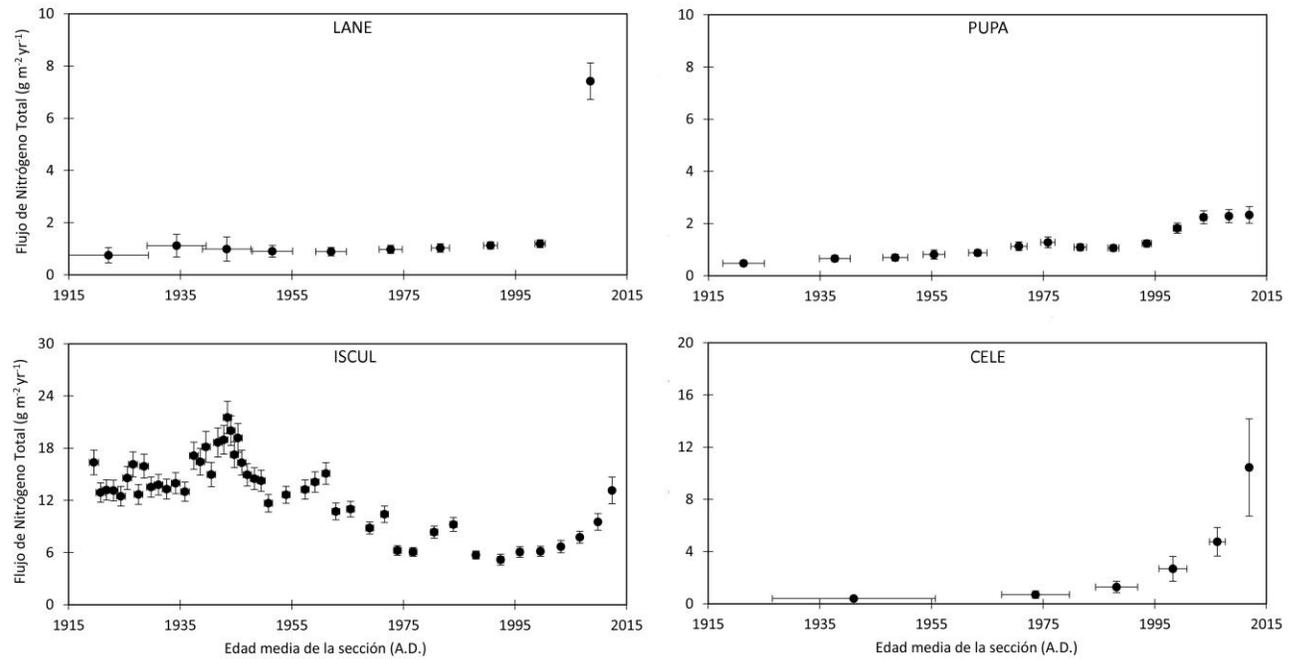 LANE
Flujo de Nitrógeno Total (g m⁻² yr⁻¹)
10
8
6
4
2
0
1915 1935 1955 1975 1995 2015
PUPA
10
8
6
4
2
0
1915 1935 1955 1975 1995 2015
ISCUL
Flujo de Nitrógeno Total (g m⁻² yr⁻¹)
30
24
18
12
6
0
1915 1935 1955 1975 1995 2015
Edad media de la sección (A.D.)
CELE
20
16
12
8
4
0
1915 1935 1955 1975 1995 2015
Edad media de la sección (A.D.)